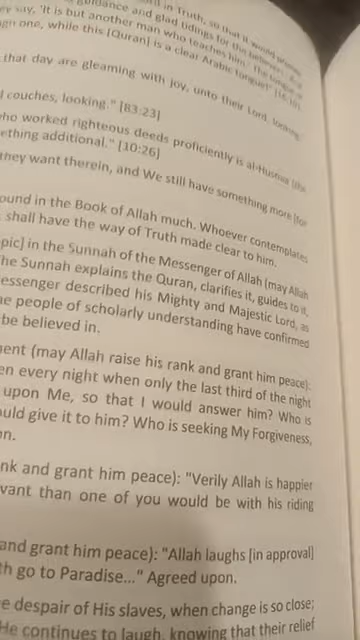 in Truth, so that it would
guidance and glad tidings for the
ey say, 'It is but another man who teaches him.' The tongue of
ign one, while this [Quran] is a clear Arabic tongue!" [16:
that day are gleaming with joy, unto their Lord, looking
couches, looking." [83:23]
ho worked righteous deeds proficiently is al-Husnaa
ething additional." [10:26]
they want therein, and We still have something more [for
ound in the Book of Allah much. Whoever contemplates
shall have the way of Truth made clear to him.
pic] in the Sunnah of the Messenger of Allah (may Allah
he Sunnah explains the Quran, clarifies it, guides to it,
essenger described his Mighty and Majestic Lord, as
e people of scholarly understanding have confirmed
be believed in.
ent (may Allah raise his rank and grant him peace):
en every night when only the last third of the night
upon Me, so that I would answer him? Who is
uld give it to him? Who is seeking My Forgiveness,
on.
nk and grant him peace): "Verily Allah is happier
vant than one of you would be with his riding
and grant him peace): "Allah laughs [in approval]
th go to Paradise..." Agreed upon.
e despair of His slaves, when change is so close;
He continues to laugh, knowing that their relief